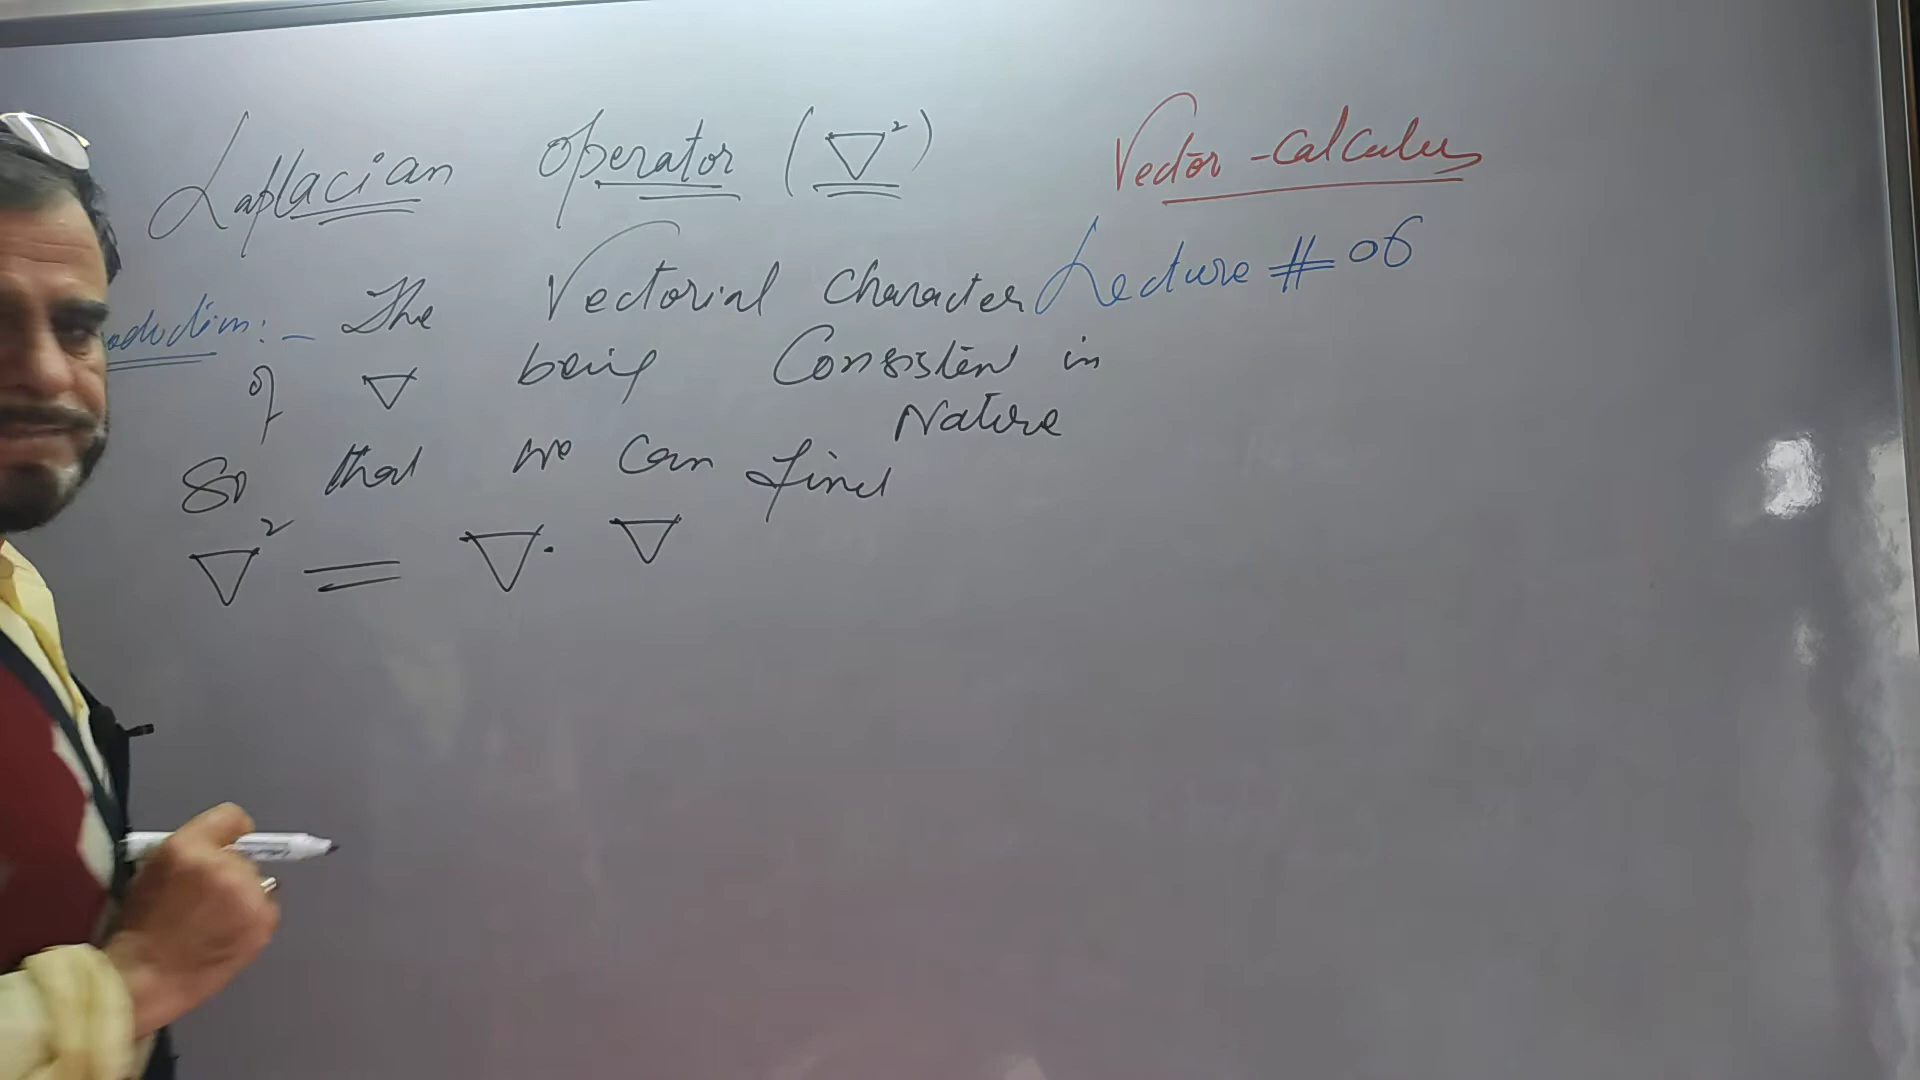 Laplacian operator (∇²)
Vector-Calculus
Lecture # 06
oduction:- The Vectorial character
of ∇ being Consisten in
Nature
So that we can find
∇² = ∇. ∇